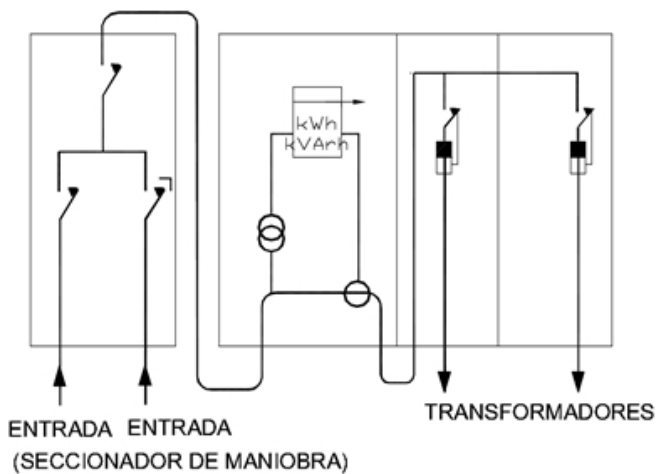 kWh
kVArh
TRANSFORMADORES
ENTRADA ENTRADA
(SECCIONADOR DE MANIOBRA)